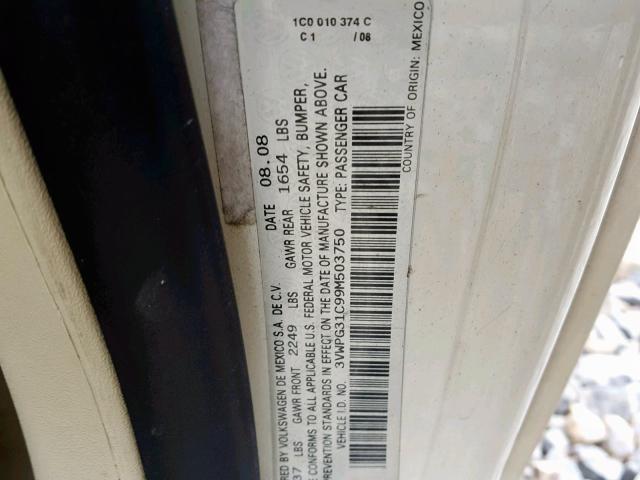 1C0 010 374 C
C 1 / 08
RED BY VOLKSWAGEN DE MEXICO S.A. DE C.V. DATE 08.08
37 LBS GAWR FRONT 2249 LBS GAWR REAR 1654 LBS
E CONFORMS TO ALL APPLICABLE U.S. FEDERAL MOTOR VEHICLE SAFETY, BUMPER,
PREVENTION STANDARDS IN EFFECT ON THE DATE OF MANUFACTURE SHOWN ABOVE.
VEHICLE I.D. NO. 3VWPG31C99M503750 TYPE: PASSENGER CAR
COUNTRY OF ORIGIN: MEXICO